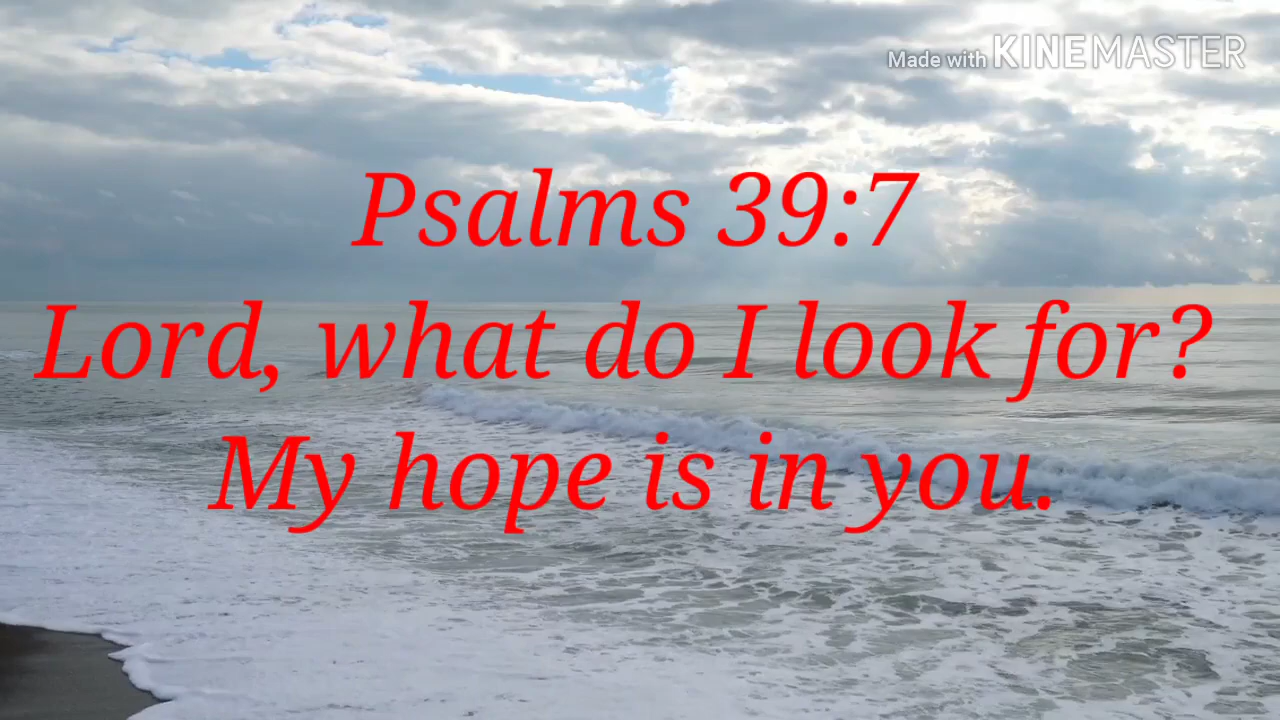 Made with KINEMASTER
Psalms 39:7
Lord, what do I look for?
My hope is in you.